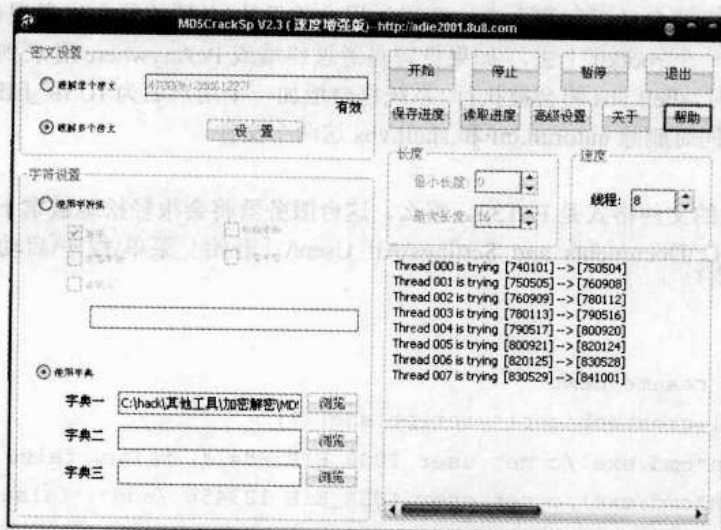 MD5CrackSp V2.3 ( 速度增强版)--http://adie2001.8u8.com
密文设置
破解单个密文
有效
破解多个密文
设 置
开始
停止
暂停
退出
保存进度
读取进度
高级设置
关于
帮助
长度
最小长度: 0
最大长度: 16
速度
线程: 8
字符设置
使用字符集
使用字典
字典一 C:\hack\其他工具\加密解密\MD5
浏览
字典二
浏览
字典三
浏览
Thread 000 is trying [740101] --> [750504]
Thread 001 is trying [750505] --> [760908]
Thread 002 is trying [760909] --> [780112]
Thread 003 is trying [780113] --> [790516]
Thread 004 is trying [790517] --> [800920]
Thread 005 is trying [800921] --> [820124]
Thread 006 is trying [820125] --> [830528]
Thread 007 is trying [830529] --> [841001]